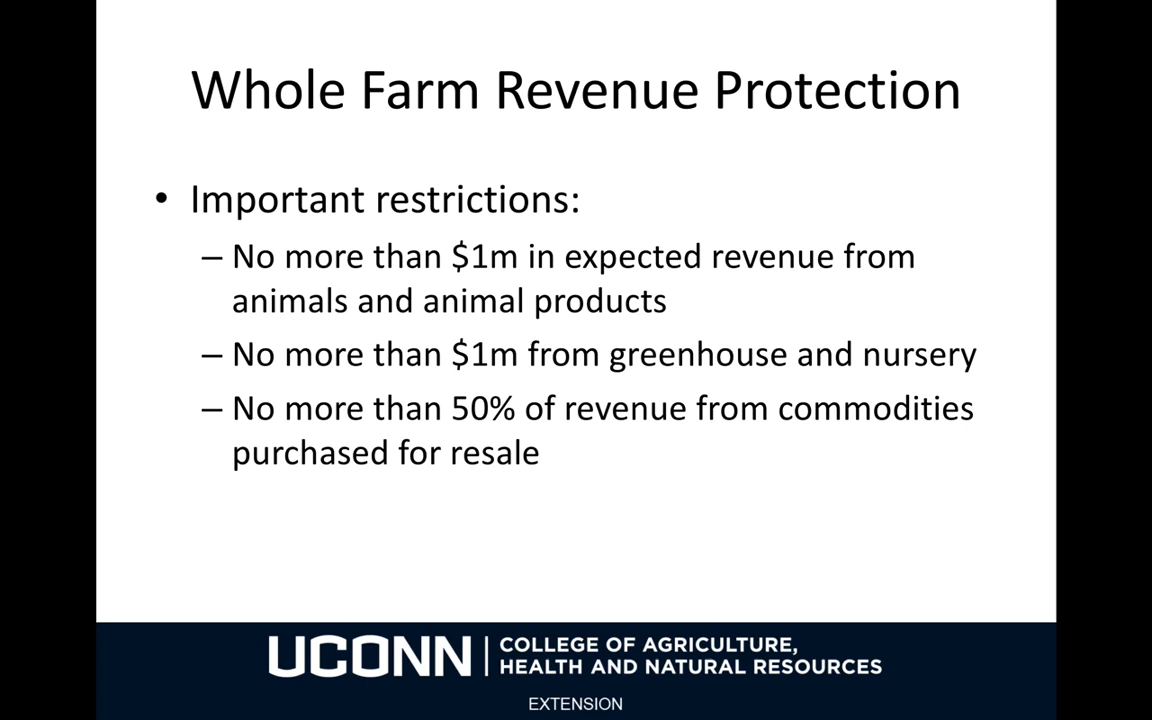 Whole Farm Revenue Protection
• Important restrictions:
– No more than $1m in expected revenue from
animals and animal products
– No more than $1m from greenhouse and nursery
– No more than 50% of revenue from commodities
purchased for resale
UCONN
COLLEGE OF AGRICULTURE,
HEALTH AND NATURAL RESOURCES
EXTENSION